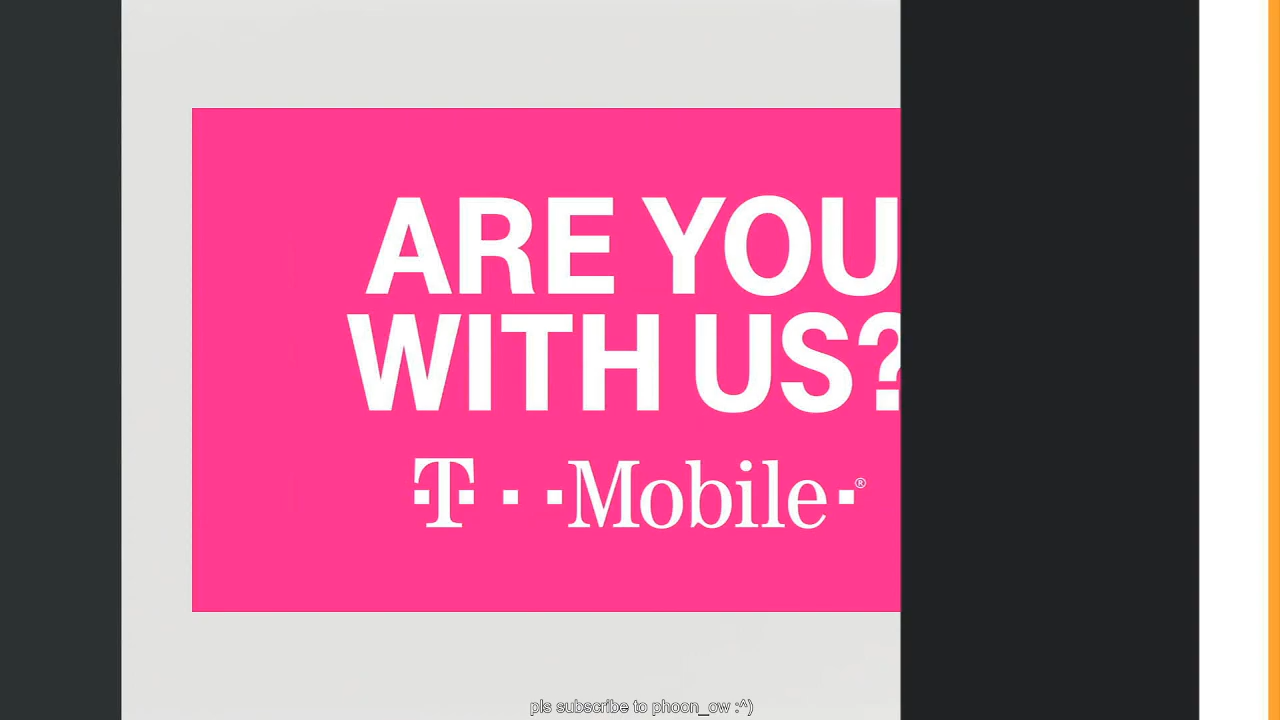 ARE YOU
WITH US?
T · · Mobile · ®
pls subscribe to phoon_ow :^)